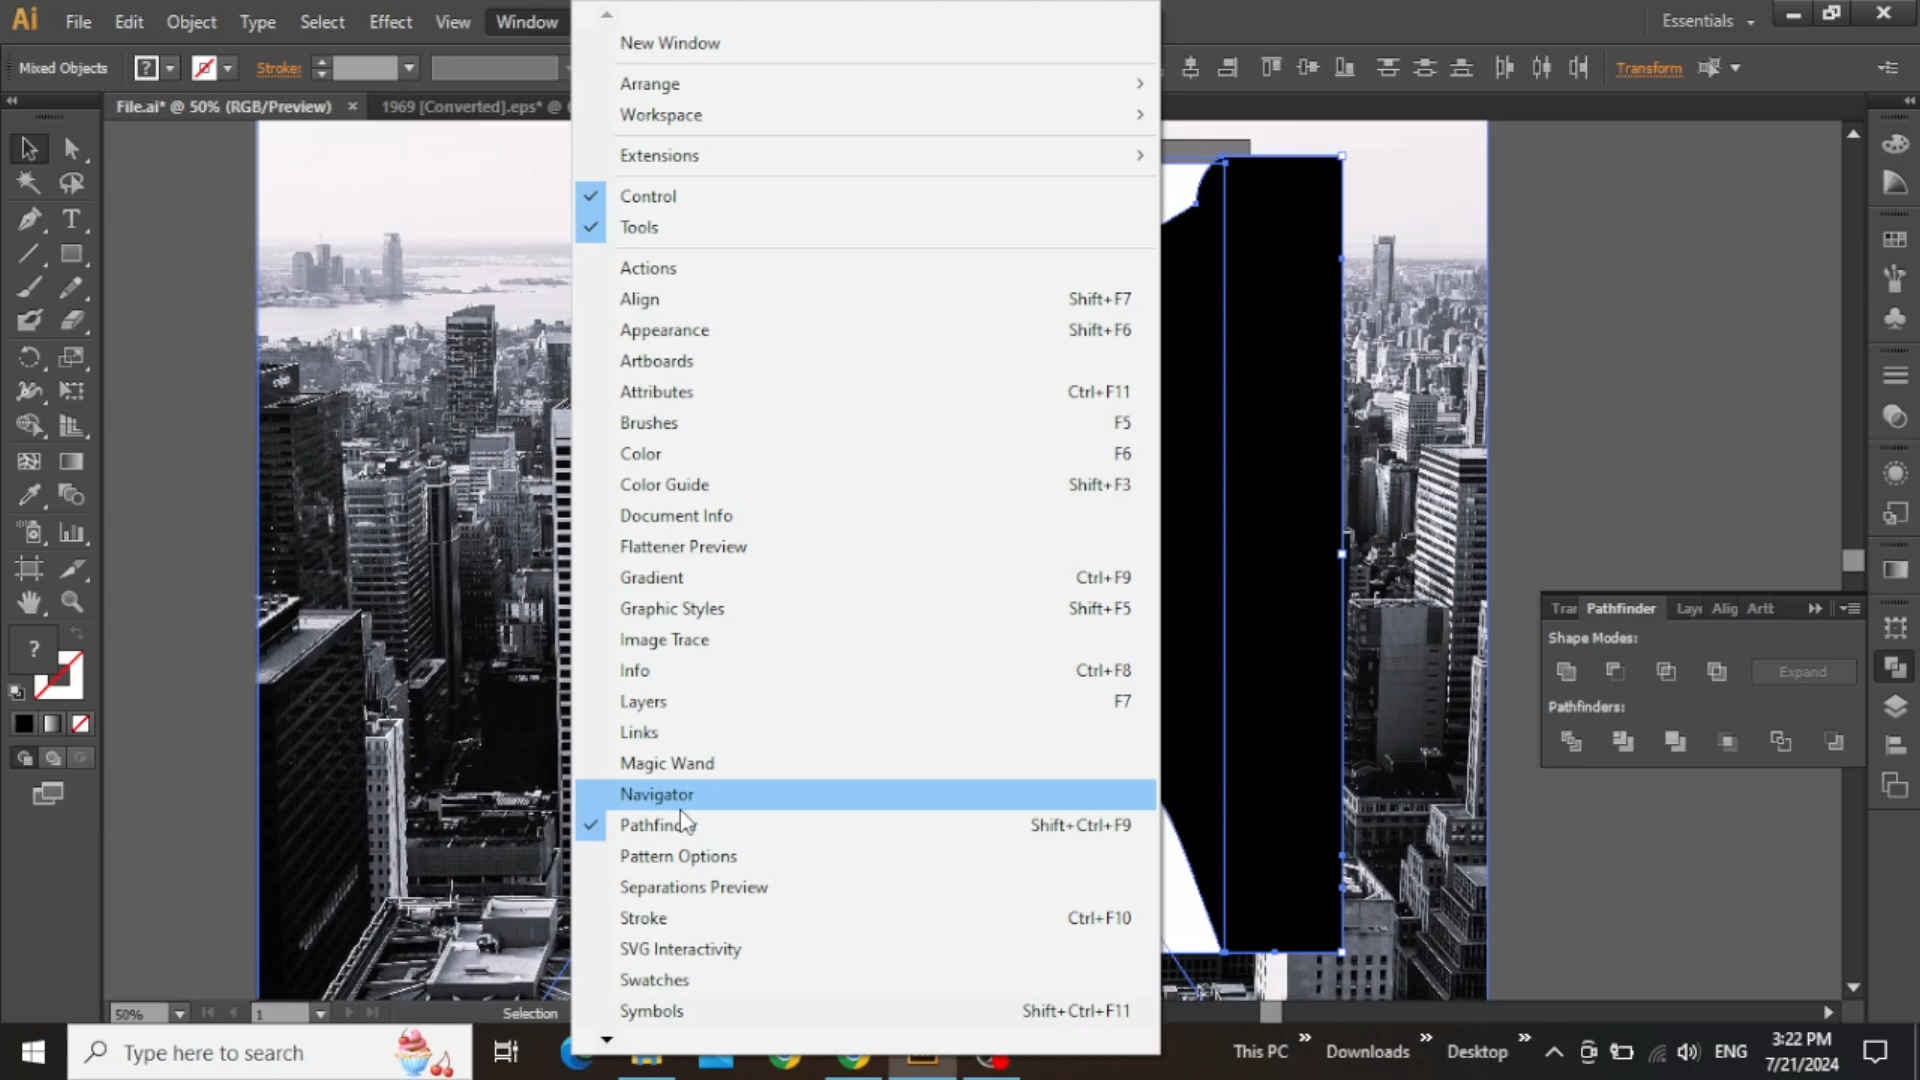 Ai File Edit Object Type Select Effect View Window
Essentials
Mixed Objects ? Stroke:
Transform
File.ai* @ 50% (RGB/Preview) × 1969 [Converted].eps* @
New Window
Arrange
Workspace
Extensions
Control
Tools
Actions
Align Shift+F7
Appearance Shift+F6
Artboards
Attributes Ctrl+F11
Brushes F5
Color F6
Color Guide Shift+F3
Document Info
Flattener Preview
Gradient Ctrl+F9
Graphic Styles Shift+F5
Image Trace
Info Ctrl+F8
Layers F7
Links
Magic Wand
Navigator
Pathfinder Shift+Ctrl+F9
Pattern Options
Separations Preview
Stroke Ctrl+F10
SVG Interactivity
Swatches
Symbols Shift+Ctrl+F11
?
Tran Pathfinder Laye Alig Artt
Shape Modes:
Expand
Pathfinders:
50% 1 Selection
Type here to search
This PC » Downloads » Desktop » ENG
3:22 PM
7/21/2024